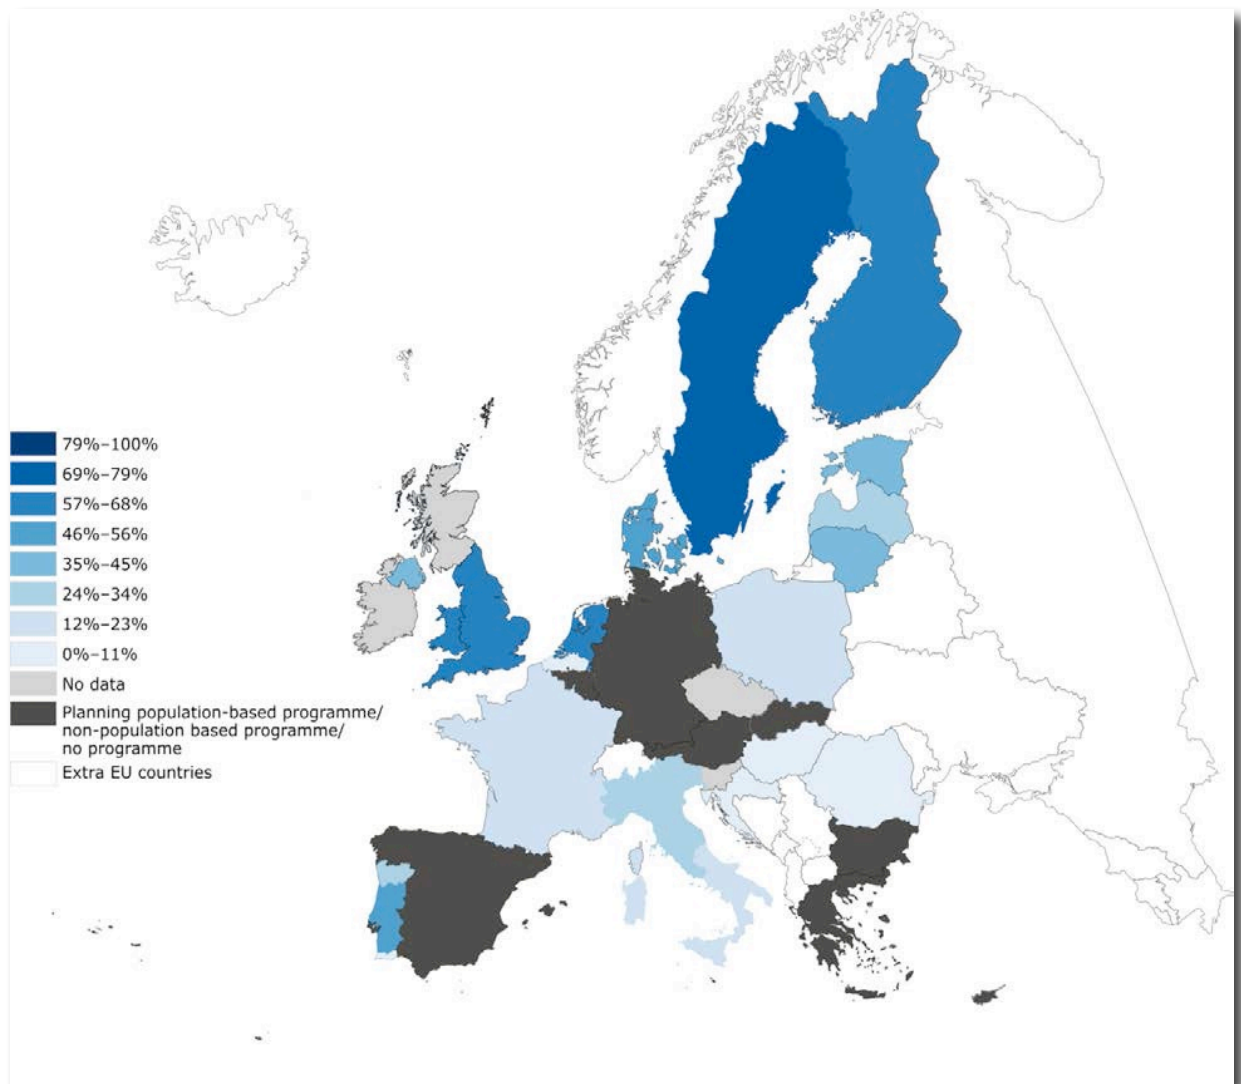 79%–100%
69%–79%
57%–68%
46%–56%
35%–45%
24%–34%
12%–23%
0%–11%
No data
Planning population-based programme/
non-population based programme/
no programme
Extra EU countries